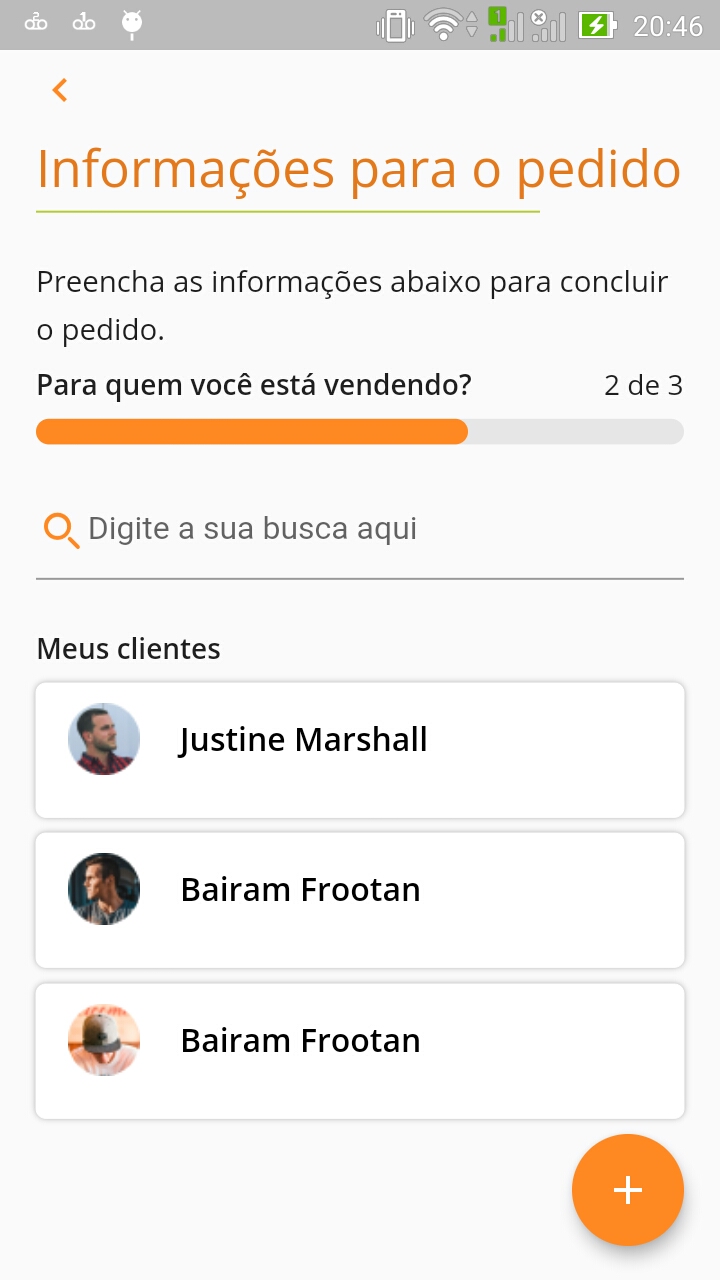 20:46
Informações para o pedido
Preencha as informações abaixo para concluir
o pedido.
Para quem você está vendendo? 2 de 3
Digite a sua busca aqui
Meus clientes
Justine Marshall
Bairam Frootan
Bairam Frootan